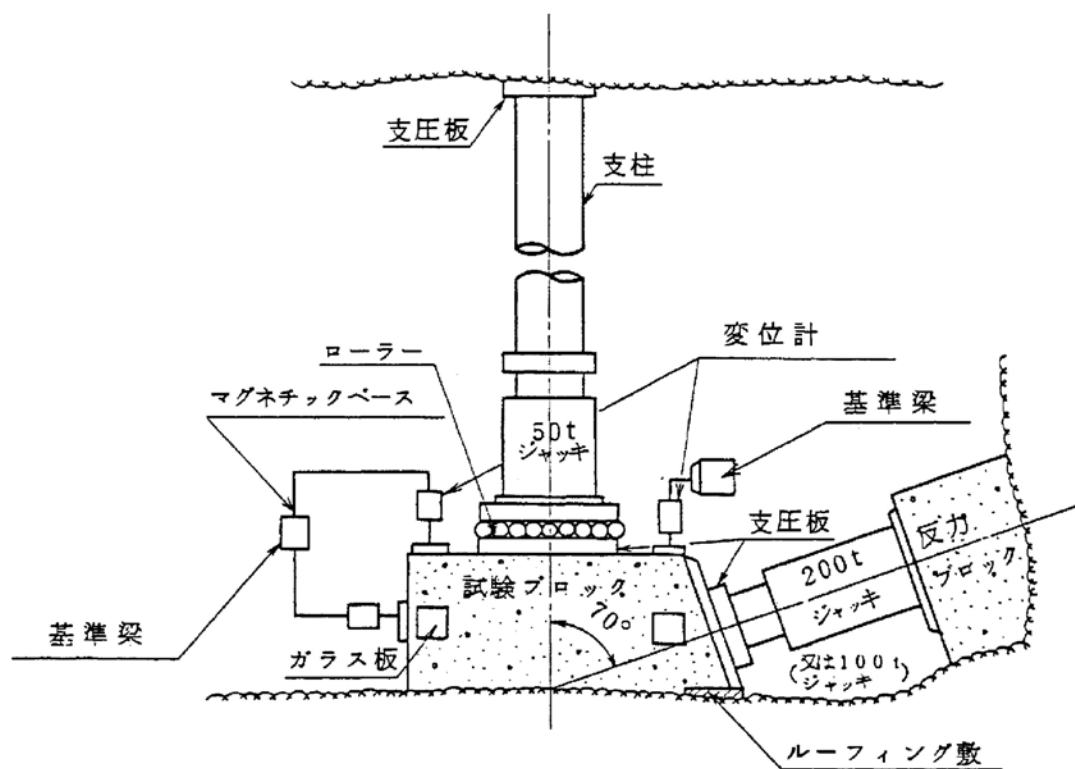 支圧板
支柱
変位計
ローラー
マグネチックベース
基準梁
50t
ジャッキ
支圧板
反力
ブロック
200t
ジャッキ
試験ブロック
70°
基準梁
ガラス板
(又は100t
ジャッキ)
ルーフィング敷